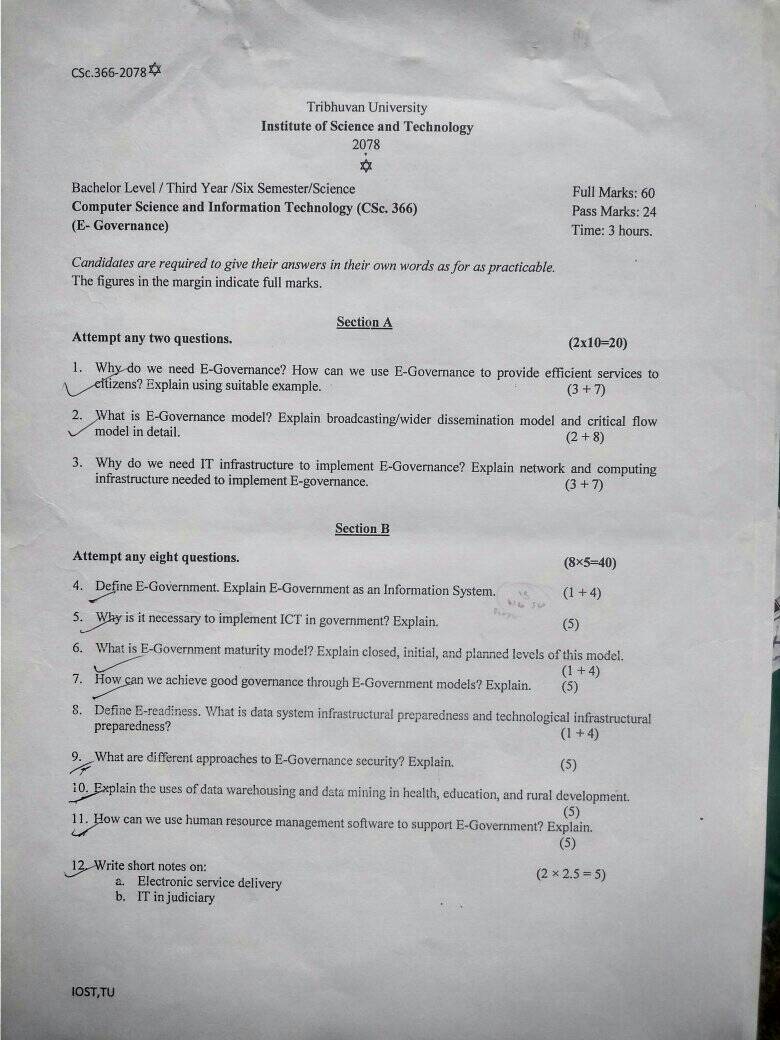 CSc.366-2078✡
Tribhuvan University
Institute of Science and Technology
2078
✡
Bachelor Level / Third Year /Six Semester/Science
Full Marks: 60
Computer Science and Information Technology (CSc. 366)
Pass Marks: 24
(E- Governance)
Time: 3 hours.
Candidates are required to give their answers in their own words as for as practicable.
The figures in the margin indicate full marks.
Section A
Attempt any two questions. (2x10=20)
1. Why do we need E-Governance? How can we use E-Governance to provide efficient services to
citizens? Explain using suitable example. (3 + 7)
2. What is E-Governance model? Explain broadcasting/wider dissemination model and critical flow
model in detail. (2 + 8)
3. Why do we need IT infrastructure to implement E-Governance? Explain network and computing
infrastructure needed to implement E-governance. (3 + 7)
Section B
Attempt any eight questions. (8×5=40)
4. Define E-Government. Explain E-Government as an Information System. (1 + 4)
5. Why is it necessary to implement ICT in government? Explain. (5)
6. What is E-Government maturity model? Explain closed, initial, and planned levels of this model.
(1 + 4)
7. How can we achieve good governance through E-Government models? Explain. (5)
8. Define E-readiness. What is data system infrastructural preparedness and technological infrastructural
preparedness? (1 + 4)
9. What are different approaches to E-Governance security? Explain. (5)
10. Explain the uses of data warehousing and data mining in health, education, and rural development.
(5)
11. How can we use human resource management software to support E-Government? Explain.
(5)
12. Write short notes on: (2 × 2.5 = 5)
a. Electronic service delivery
b. IT in judiciary
IOST,TU